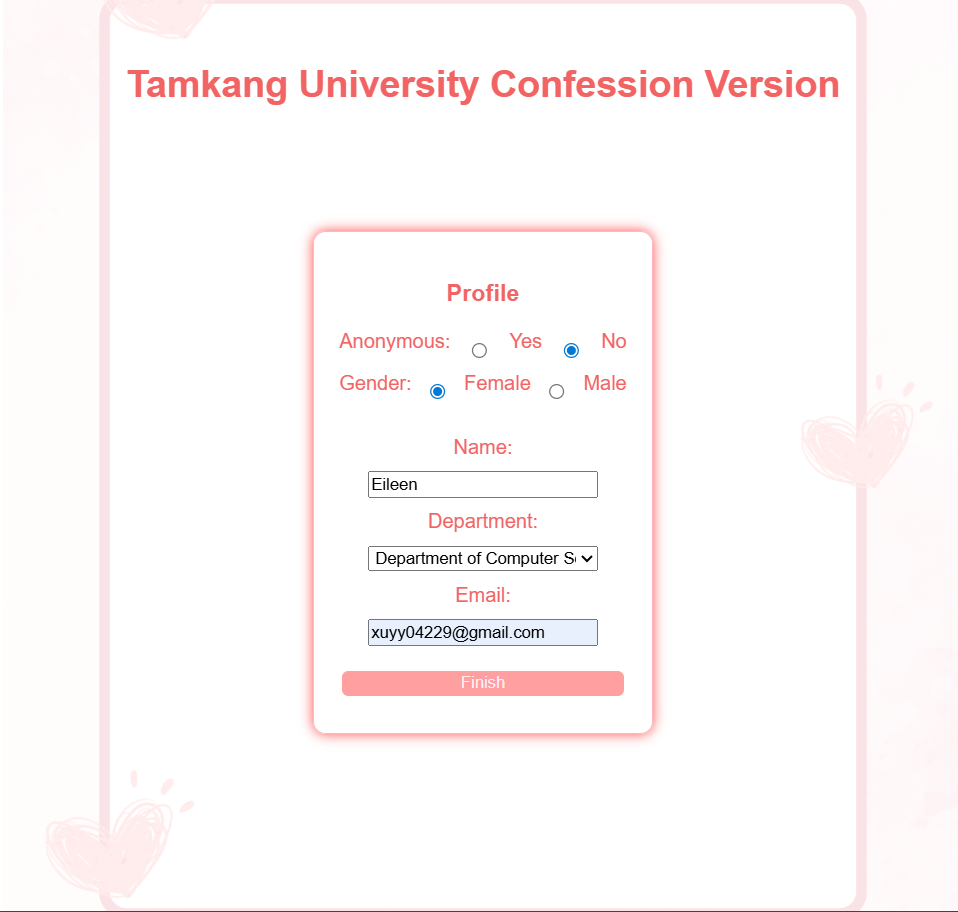 Tamkang University Confession Version
Profile
Anonymous: Yes No
Gender: Female Male
Name:
Eileen
Department:
Department of Computer
Email:
xuyy04229@gmail.com
Finish